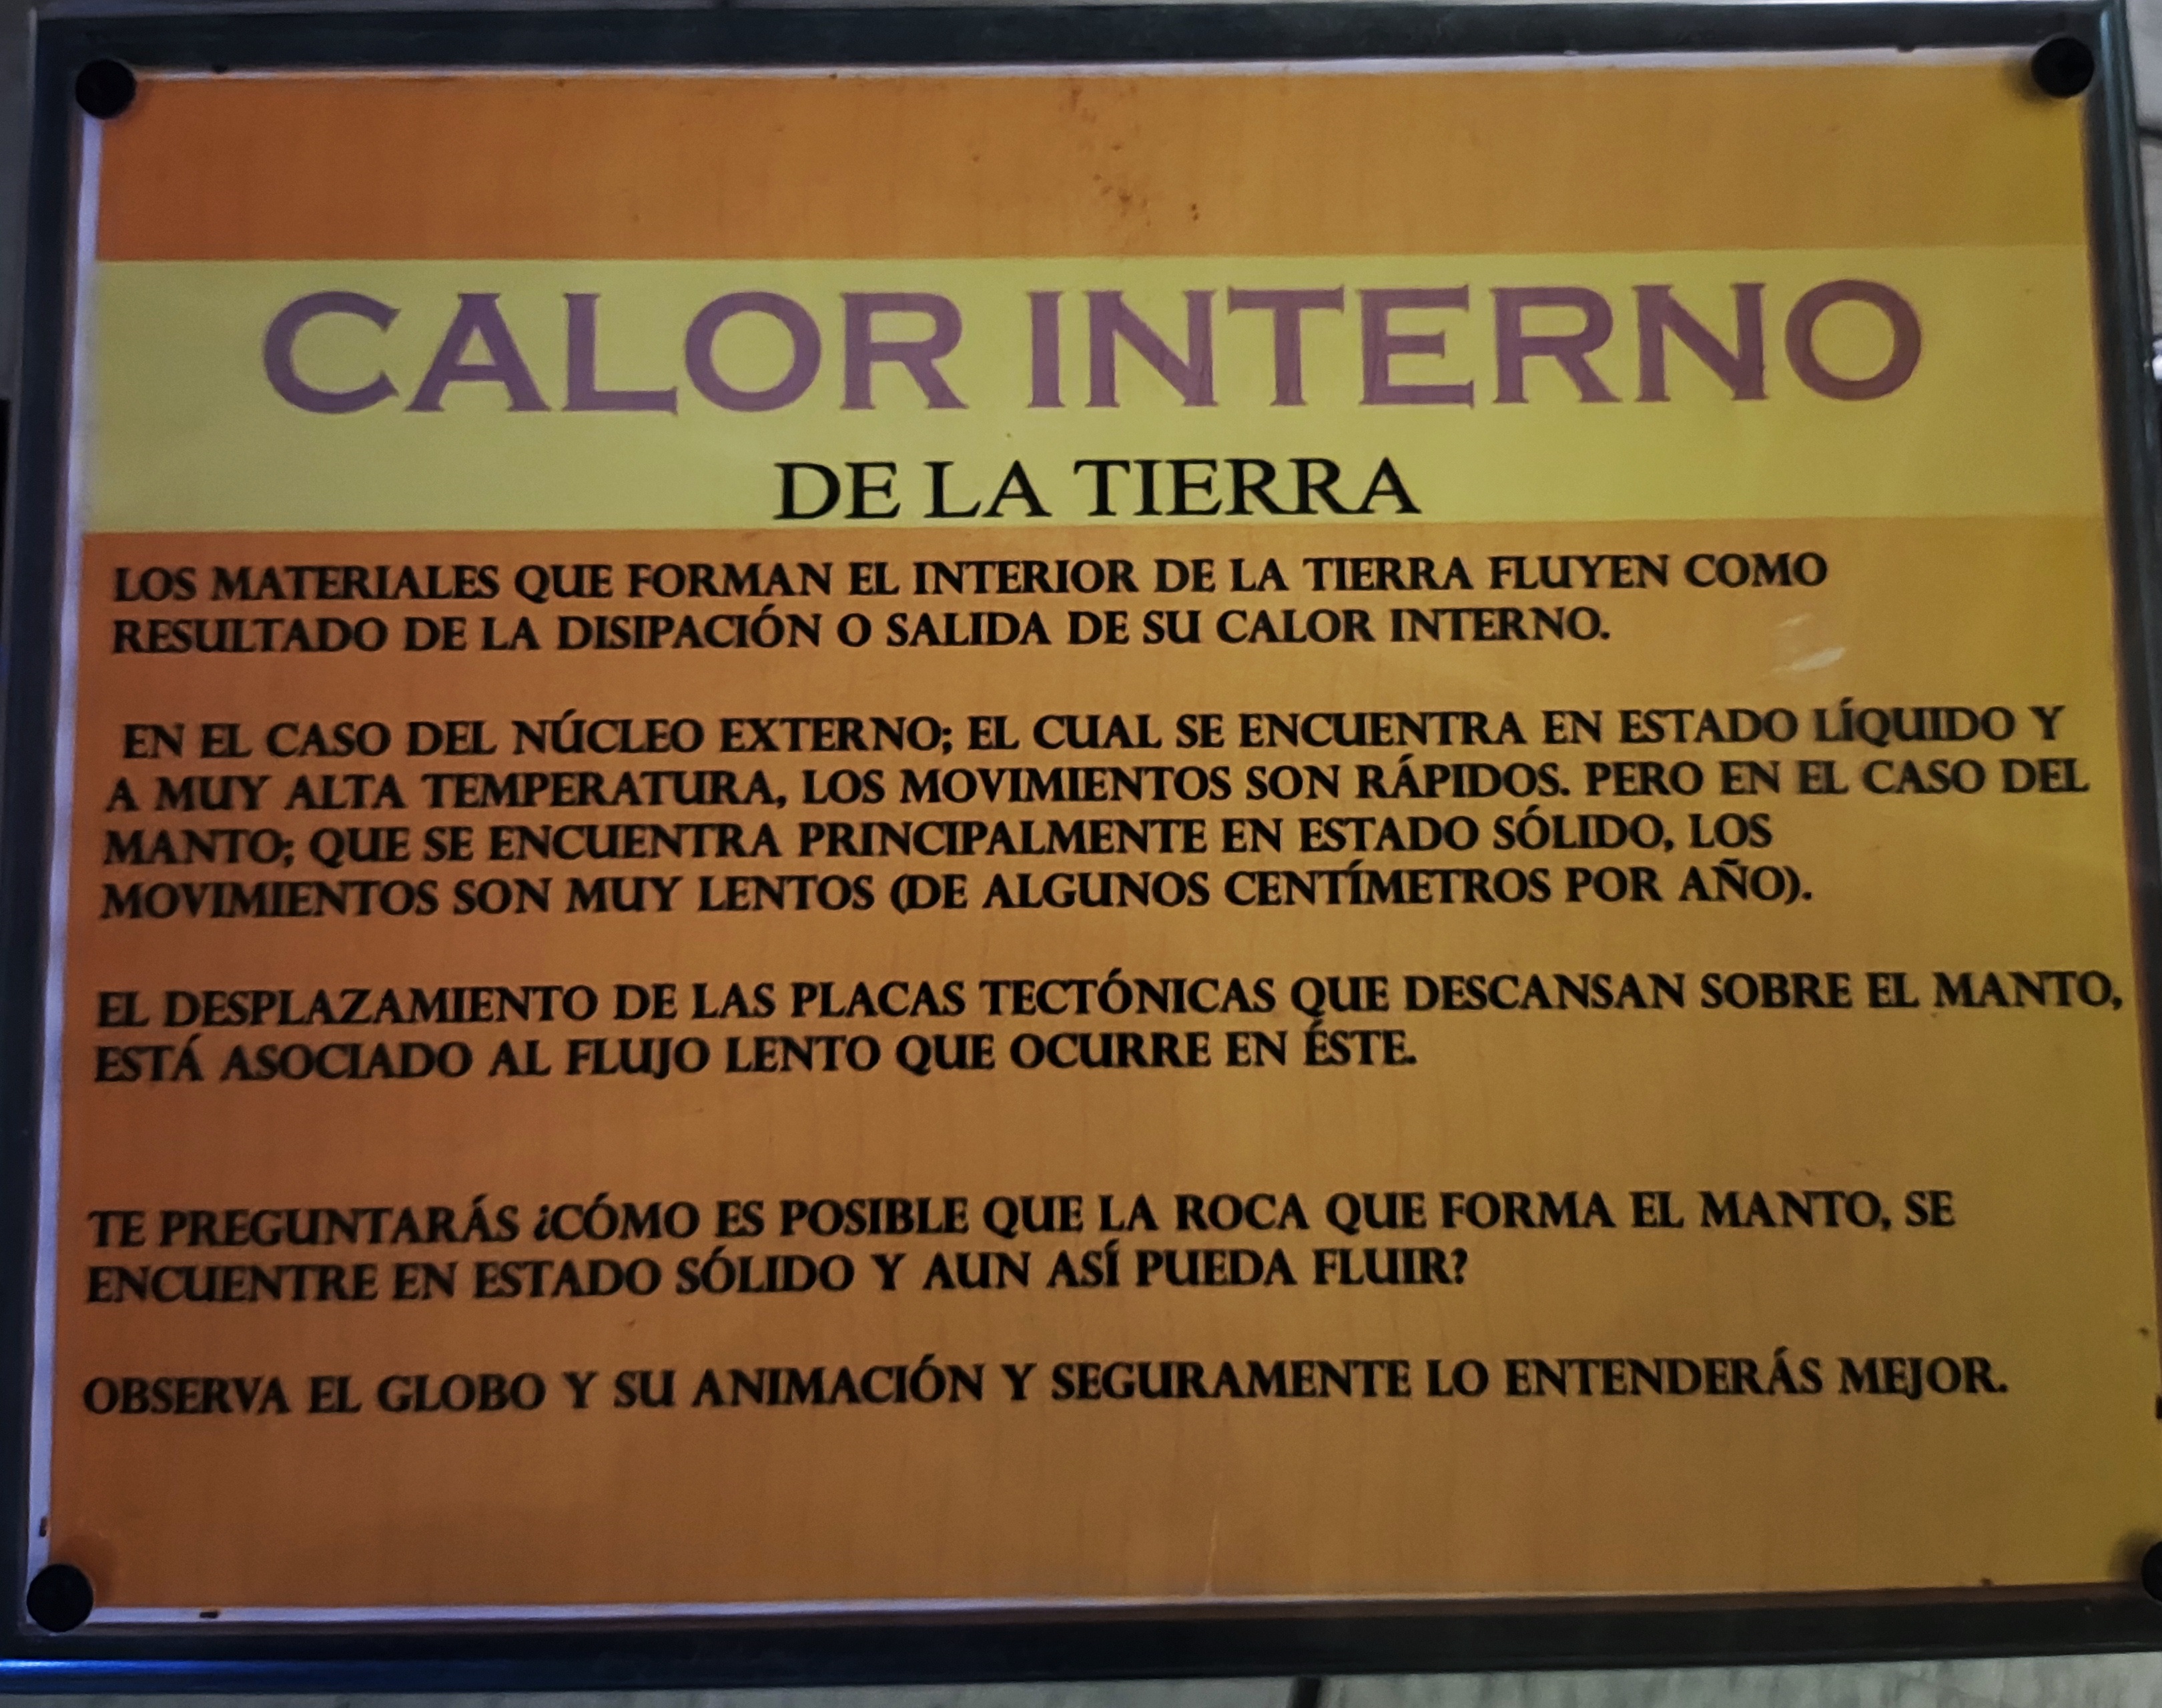 CALOR INTERNO
DE LA TIERRA
LOS MATERIALES QUE FORMAN EL INTERIOR DE LA TIERRA FLUYEN COMO
RESULTADO DE LA DISIPACIÓN O SALIDA DE SU CALOR INTERNO.
EN EL CASO DEL NÚCLEO EXTERNO; EL CUAL SE ENCUENTRA EN ESTADO LÍQUIDO Y
A MUY ALTA TEMPERATURA, LOS MOVIMIENTOS SON RÁPIDOS. PERO EN EL CASO DEL
MANTO; QUE SE ENCUENTRA PRINCIPALMENTE EN ESTADO SÓLIDO, LOS
MOVIMIENTOS SON MUY LENTOS (DE ALGUNOS CENTÍMETROS POR AÑO).
EL DESPLAZAMIENTO DE LAS PLACAS TECTÓNICAS QUE DESCANSAN SOBRE EL MANTO,
ESTÁ ASOCIADO AL FLUJO LENTO QUE OCURRE EN ÉSTE.
TE PREGUNTARÁS ¿CÓMO ES POSIBLE QUE LA ROCA QUE FORMA EL MANTO, SE
ENCUENTRE EN ESTADO SÓLIDO Y AUN ASÍ PUEDA FLUIR?
OBSERVA EL GLOBO Y SU ANIMACIÓN Y SEGURAMENTE LO ENTENDERÁS MEJOR.